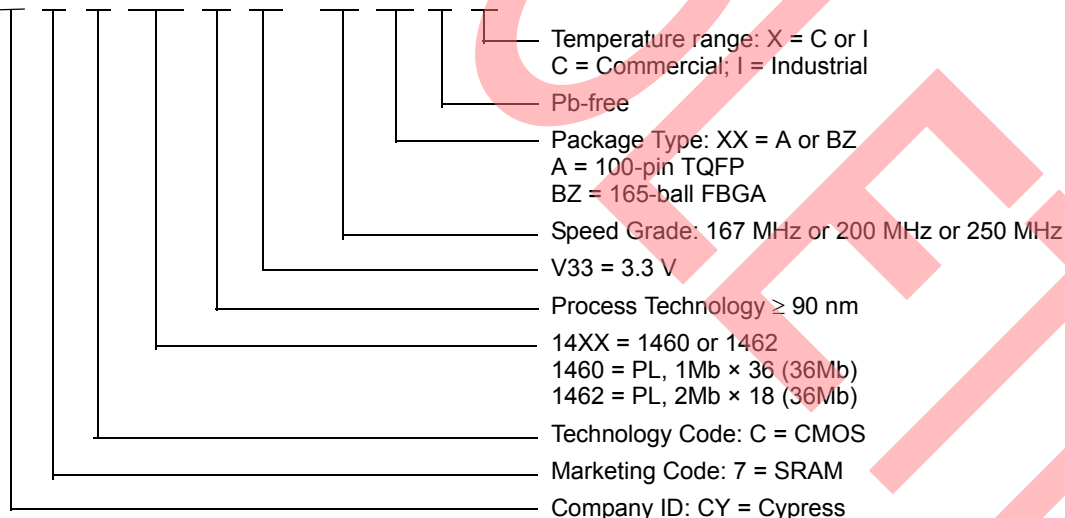 Temperature range: X = C or I
C = Commercial; I = Industrial
Pb-free
Package Type: XX = A or BZ
A = 100-pin TQFP
BZ = 165-ball FBGA
Speed Grade: 167 MHz or 200 MHz or 250 MHz
V33 = 3.3 V
Process Technology ≥ 90 nm
14XX = 1460 or 1462
1460 = PL, 1Mb × 36 (36Mb)
1462 = PL, 2Mb × 18 (36Mb)
Technology Code: C = CMOS
Marketing Code: 7 = SRAM
Company ID: CY = Cypress